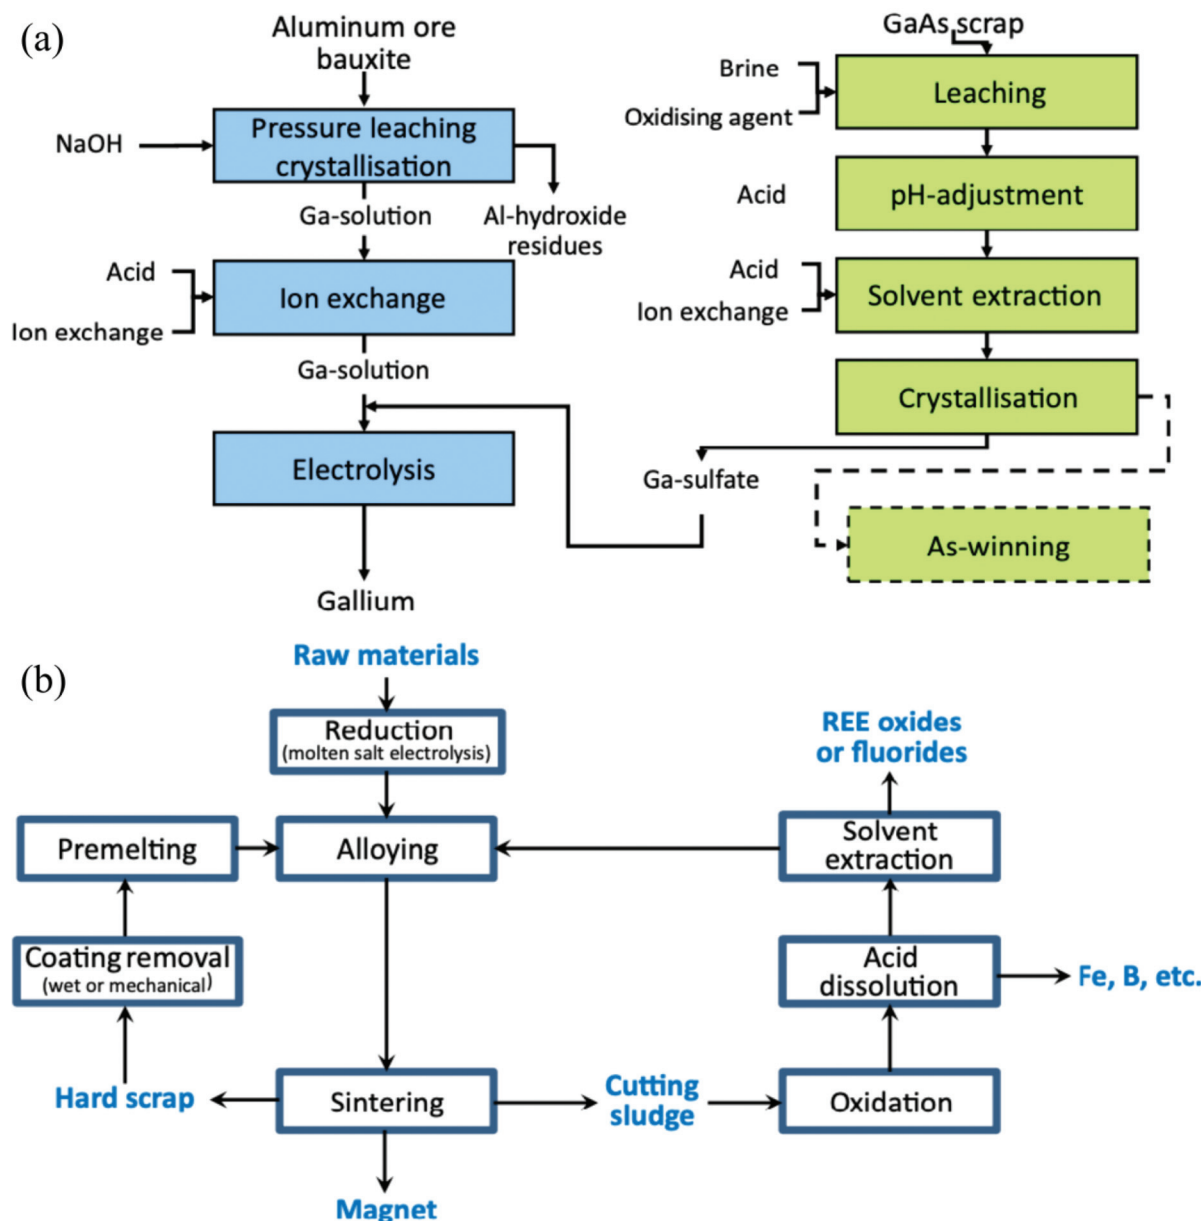 (a)
Aluminum ore
bauxite
NaOH
Pressure leaching
crystallisation
Ga-solution
Al-hydroxide
residues
Acid
Ion exchange
Ion exchange
Ga-solution
Electrolysis
Gallium
GaAs scrap
Brine
Oxidising agent
Leaching
Acid
pH-adjustment
Acid
Ion exchange
Solvent extraction
Crystallisation
Ga-sulfate
As-winning
(b)
Raw materials
Reduction
(molten salt electrolysis)
Premelting
Alloying
Coating removal
(wet or mechanical)
Hard scrap
Sintering
Magnet
Cutting
sludge
Oxidation
Acid
dissolution
Fe, B, etc.
Solvent
extraction
REE oxides
or fluorides